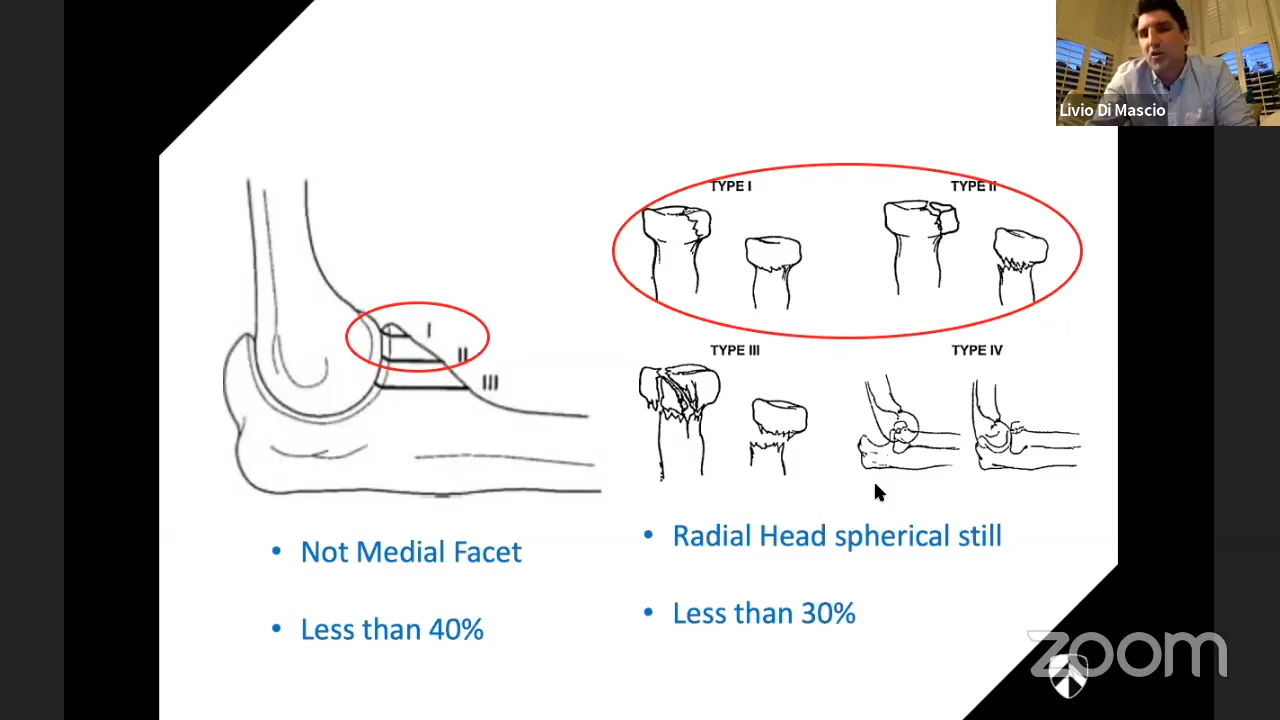 Livio Di Mascio
TYPE I
TYPE II
I
II
III
TYPE III
TYPE IV
• Not Medial Facet
• Less than 40%
• Radial Head spherical still
• Less than 30%
zoom